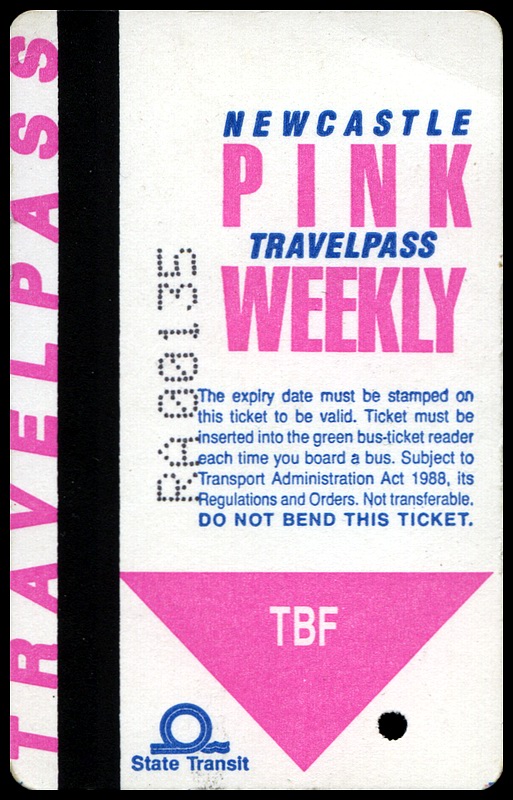 TRAVELPASS
NEWCASTLE
PINK
TRAVELPASS
WEEKLY
RA 00135
The expiry date must be stamped on
this ticket to be valid. Ticket must be
inserted into the green bus-ticket reader
each time you board a bus. Subject to
Transport Administration Act 1988, its
Regulations and Orders. Not transferable.
DO NOT BEND THIS TICKET.
TBF
State Transit